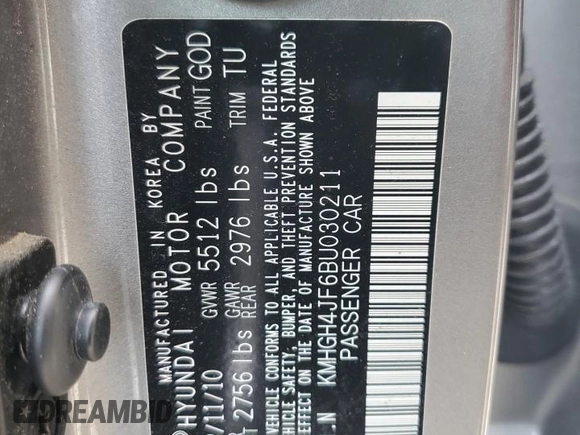 MANUFACTURED IN KOREA BY
HYUNDAI MOTOR COMPANY
/11/10 GVWR 5512 lbs PAINT GOD
2756 lbs GAWR REAR 2976 lbs TRIM TU
VEHICLE CONFORMS TO ALL APPLICABLE U.S.A. FEDERAL
VEHICLE SAFETY, BUMPER, AND THEFT PREVENTION STANDARDS
IN EFFECT ON THE DATE OF MANUFACTURE SHOWN ABOVE
KMHGH4JF6BU030211
PASSENGER CAR
DREAMBID